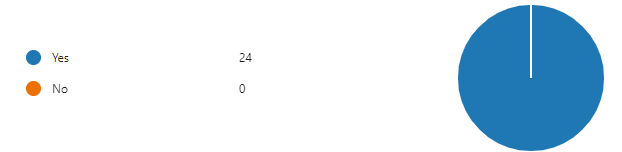 Yes 24
No 0